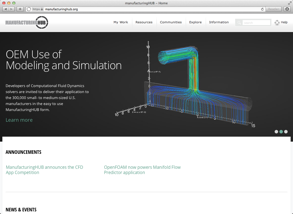 manufacturingHUB - Home
manufacturinghub.org
MANUFACTURING HUB
My Work Resources Communities Explore Information
OEM Use of
Modeling and Simulation
Developers of Computational Fluid Dynamics
solvers are invited to deliver their application to
the 300,000 small- to medium-sized U.S.
manufacturers in the easy to use
ManufacturingHUB form.
Learn more
ANNOUNCEMENTS
ManufacturingHUB announces the CFD
App Competition
OpenFOAM now powers Manifold Flow
Predictor application
NEWS & EVENTS